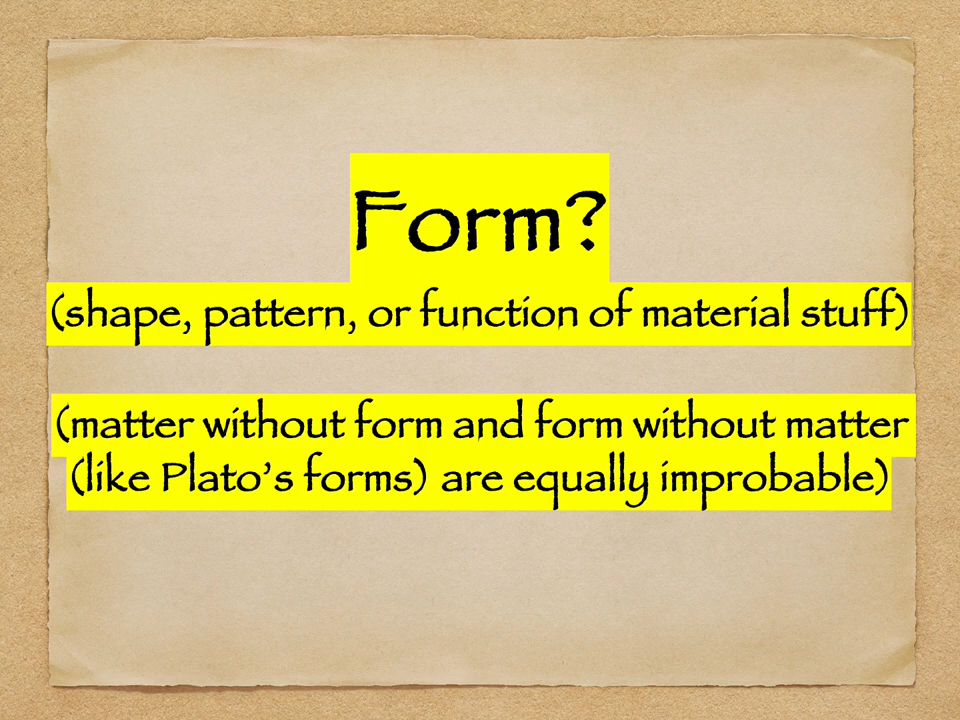 Form?
(shape, pattern, or function of material stuff)
(matter without form and form without matter
(like Plato’s forms) are equally improbable)